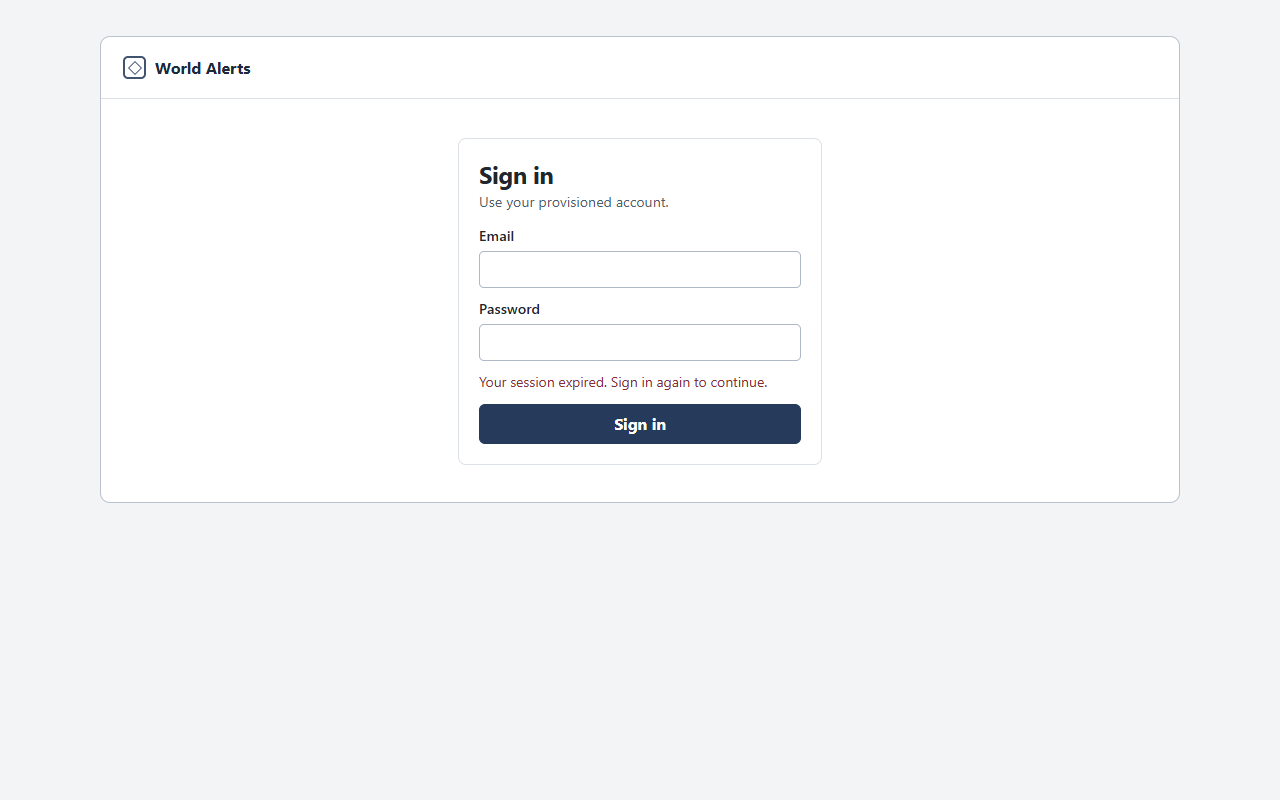 World Alerts
Sign in
Use your provisioned account.
Email
Password
Your session expired. Sign in again to continue.
Sign in